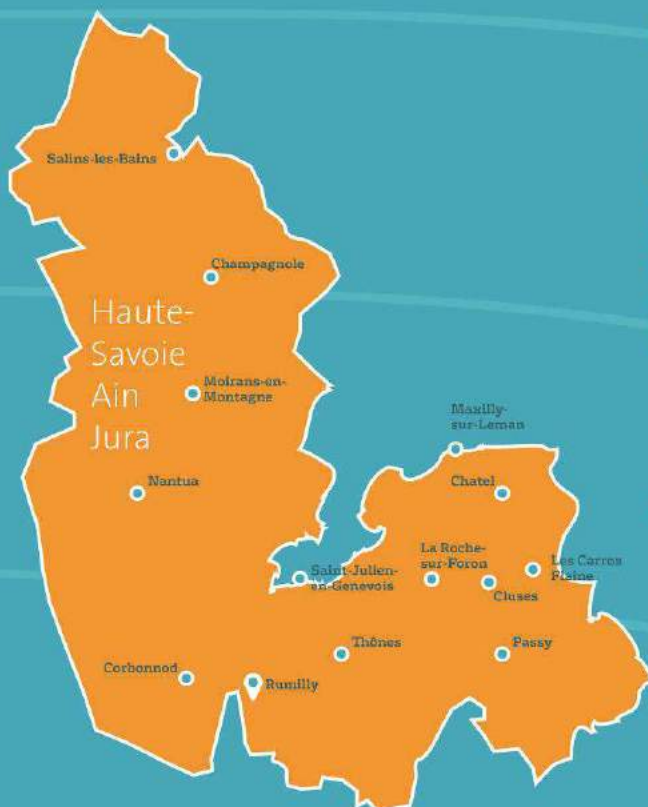 Salins-les-Bains
Champagnole
Haute-
Savoie
Ain
Jura
Moirans-en-
Montagne
Maxilly-
sur-Leman
Nantua
Chatel
La Roche-
sur-Foron
Les Carroz
Flaine
Saint-Julien-
en-Genevois
Cluses
Thônes
Passy
Corbonnod
Rumilly